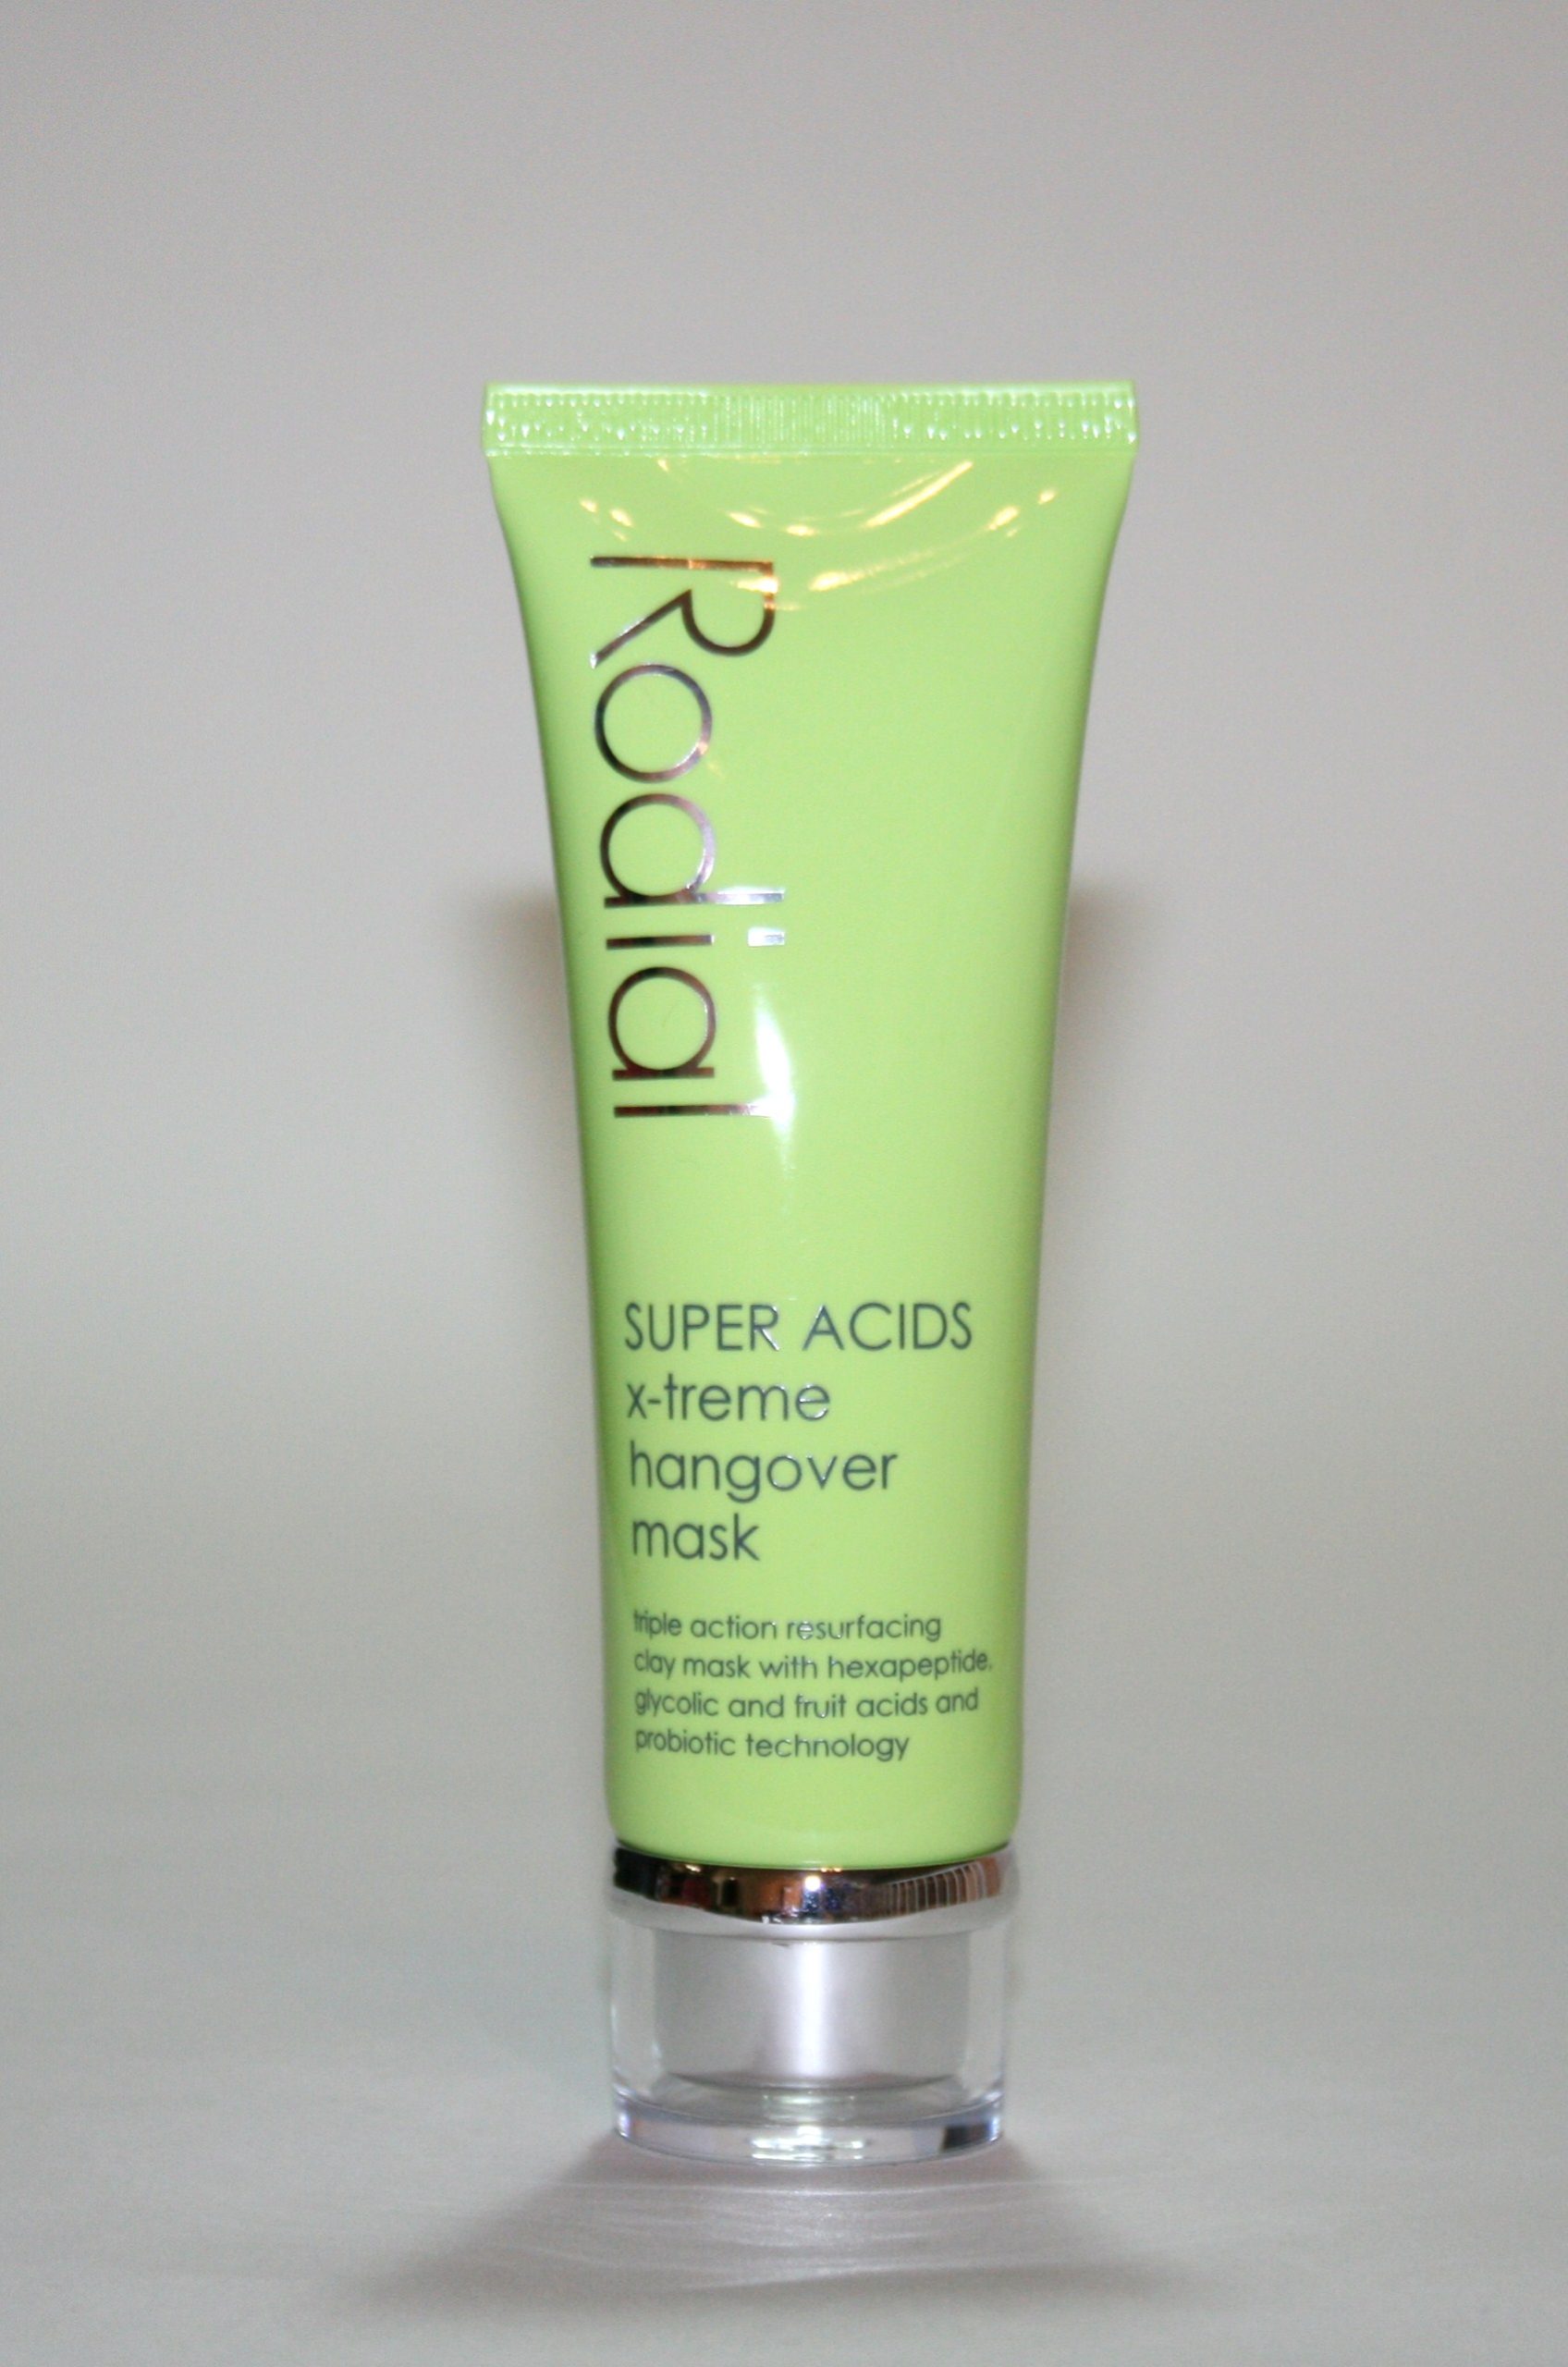 Rodial
SUPER ACIDS
x-treme
hangover
mask
triple action resurfacing
clay mask with hexapeptide,
glycolic and fruit acids and
probiotic technology